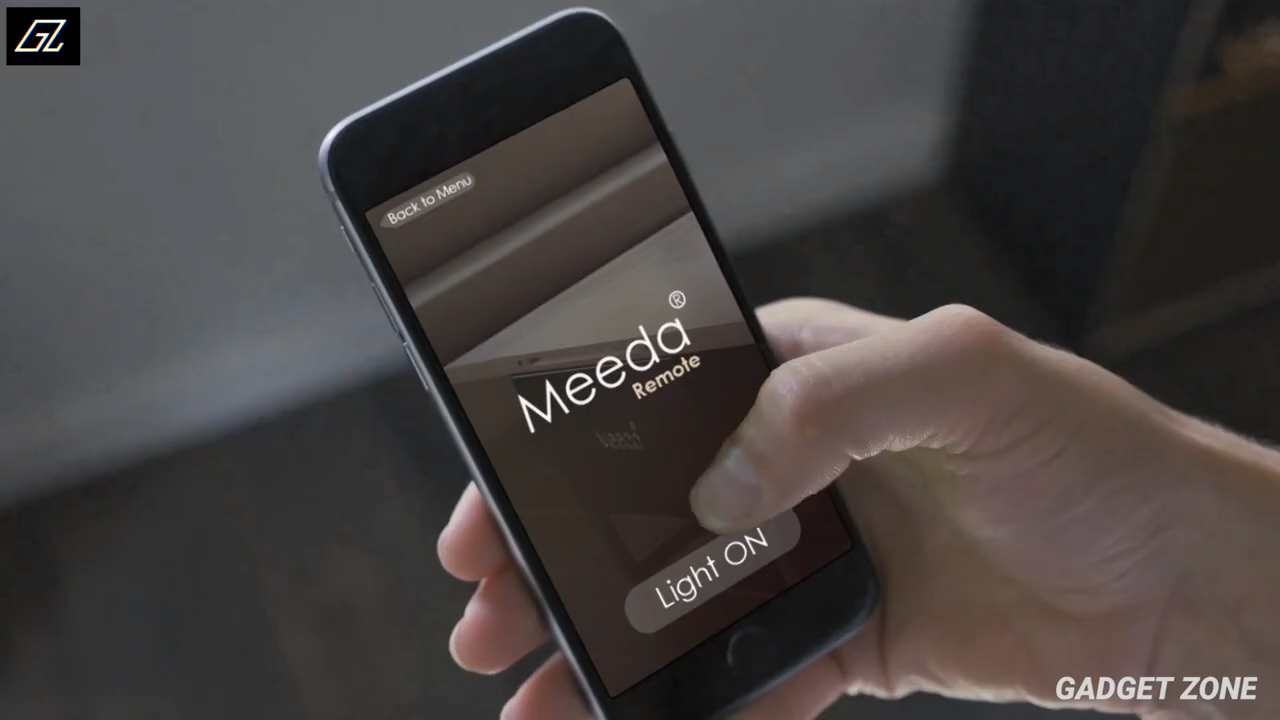 GZ
Back to Menu
Meeda®
Remote
Light ON
GADGET ZONE